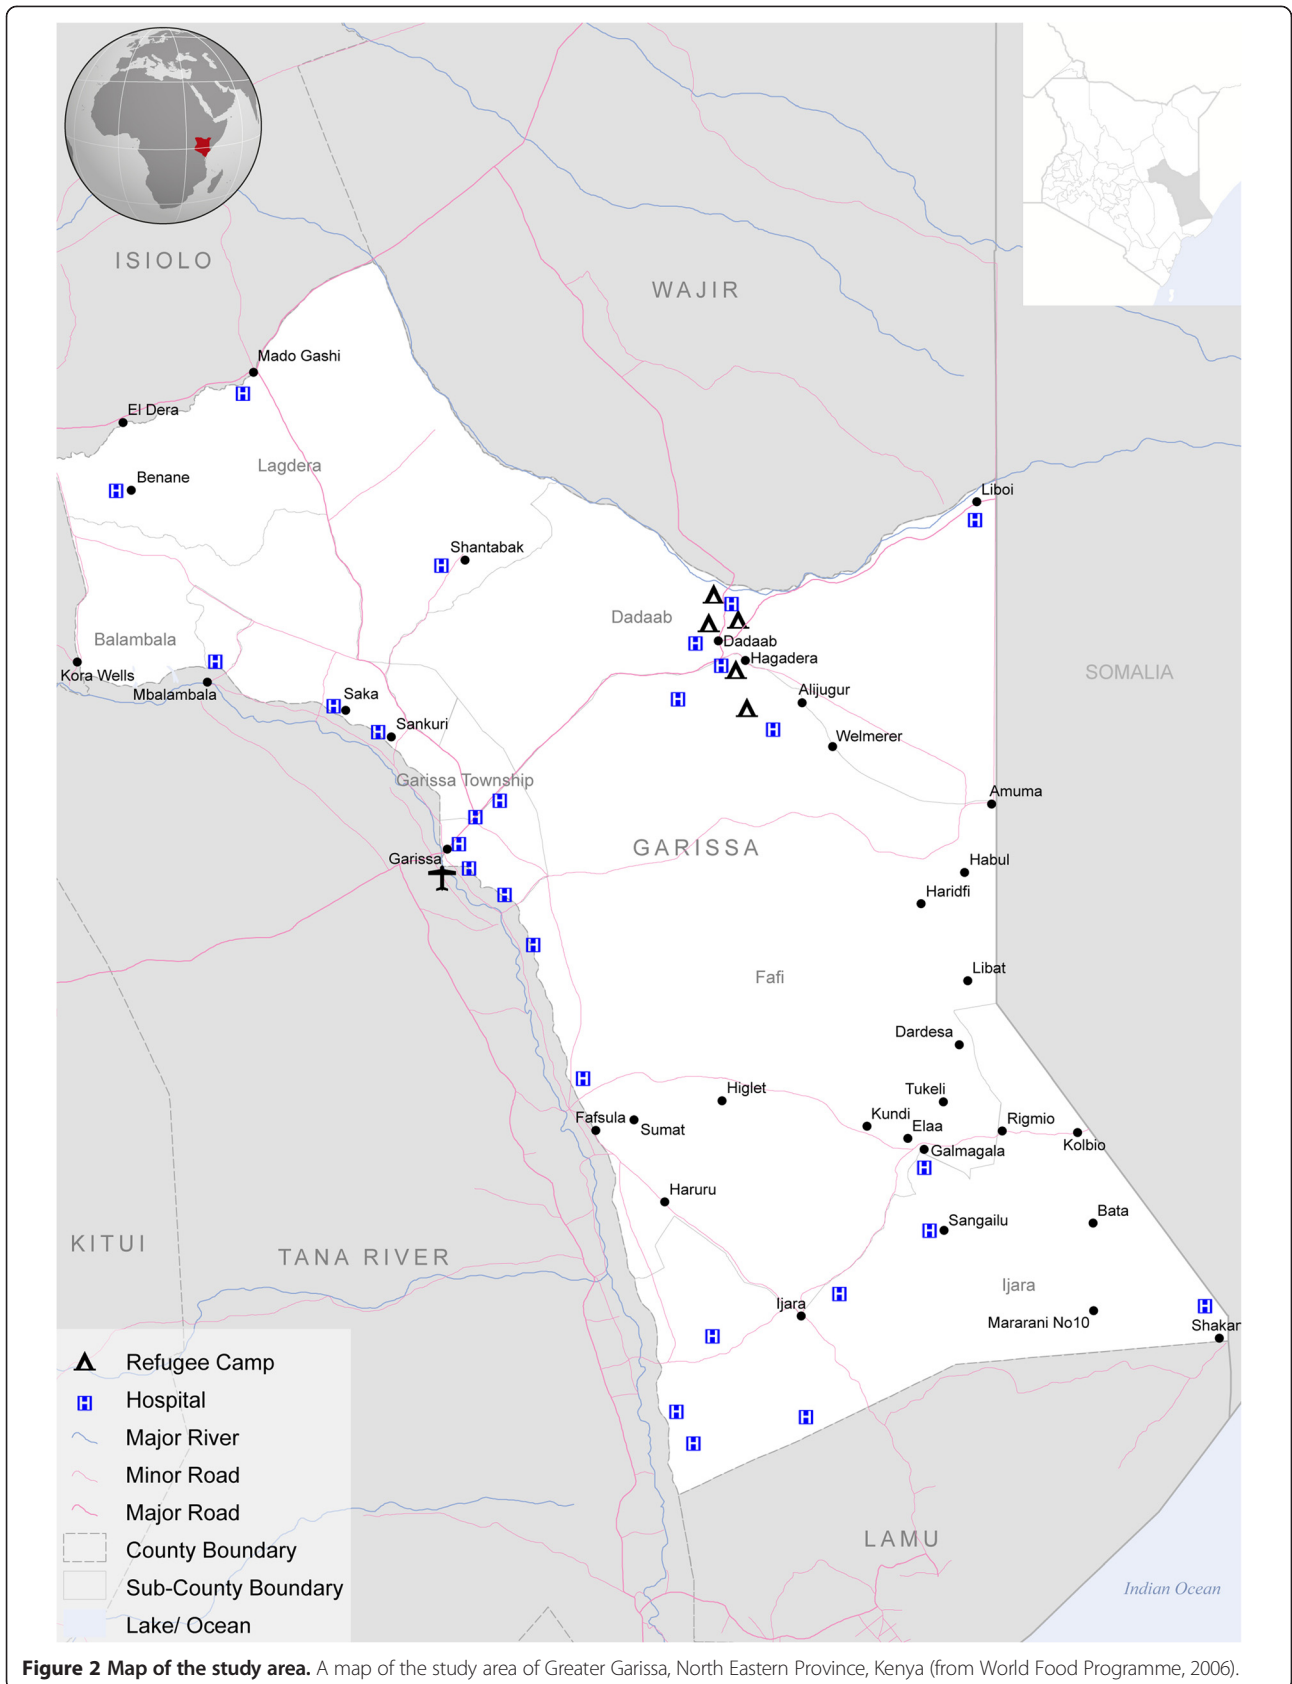 ISIOLO
WAJIR
Mado Gashi
El Dera
Lagdera
Benane
Liboi
Shantabak
Dadaab
Balambala
Dadaab
Hagadera
Kora Wells
SOMALIA
Mbalambala
Saka
Alijugur
Sankuri
Welmerer
Garissa Township
Amuma
GARISSA
Garissa
Habul
Haridfi
Libat
Fafi
Dardesa
Higlet
Tukeli
Fafsula
Sumat
Kundi
Elaa
Rigmio
Kolbio
Galmagala
Haruru
Bata
Sangailu
KITUI
TANA RIVER
Ijara
Ijara
Mararani No10
Shakar
Refugee Camp
Hospital
Major River
Minor Road
Major Road
County Boundary
Sub-County Boundary
Lake/ Ocean
LAMU
Indian Ocean
Figure 2 Map of the study area. A map of the study area of Greater Garissa, North Eastern Province, Kenya (from World Food Programme, 2006).